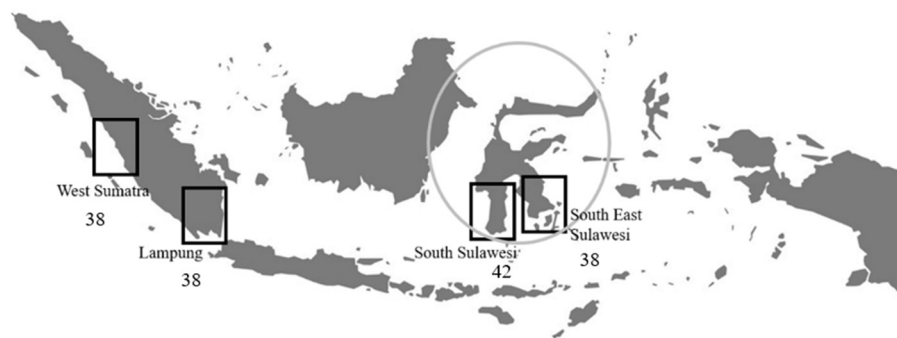 West Sumatra
38
Lampung
38
South Sulawesi
42
South East
Sulawesi
38